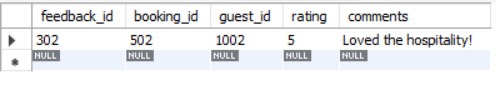 feedback_id booking_id guest_id rating comments
302 502 1002 5 Loved the hospitality!
NULL NULL NULL NULL NULL